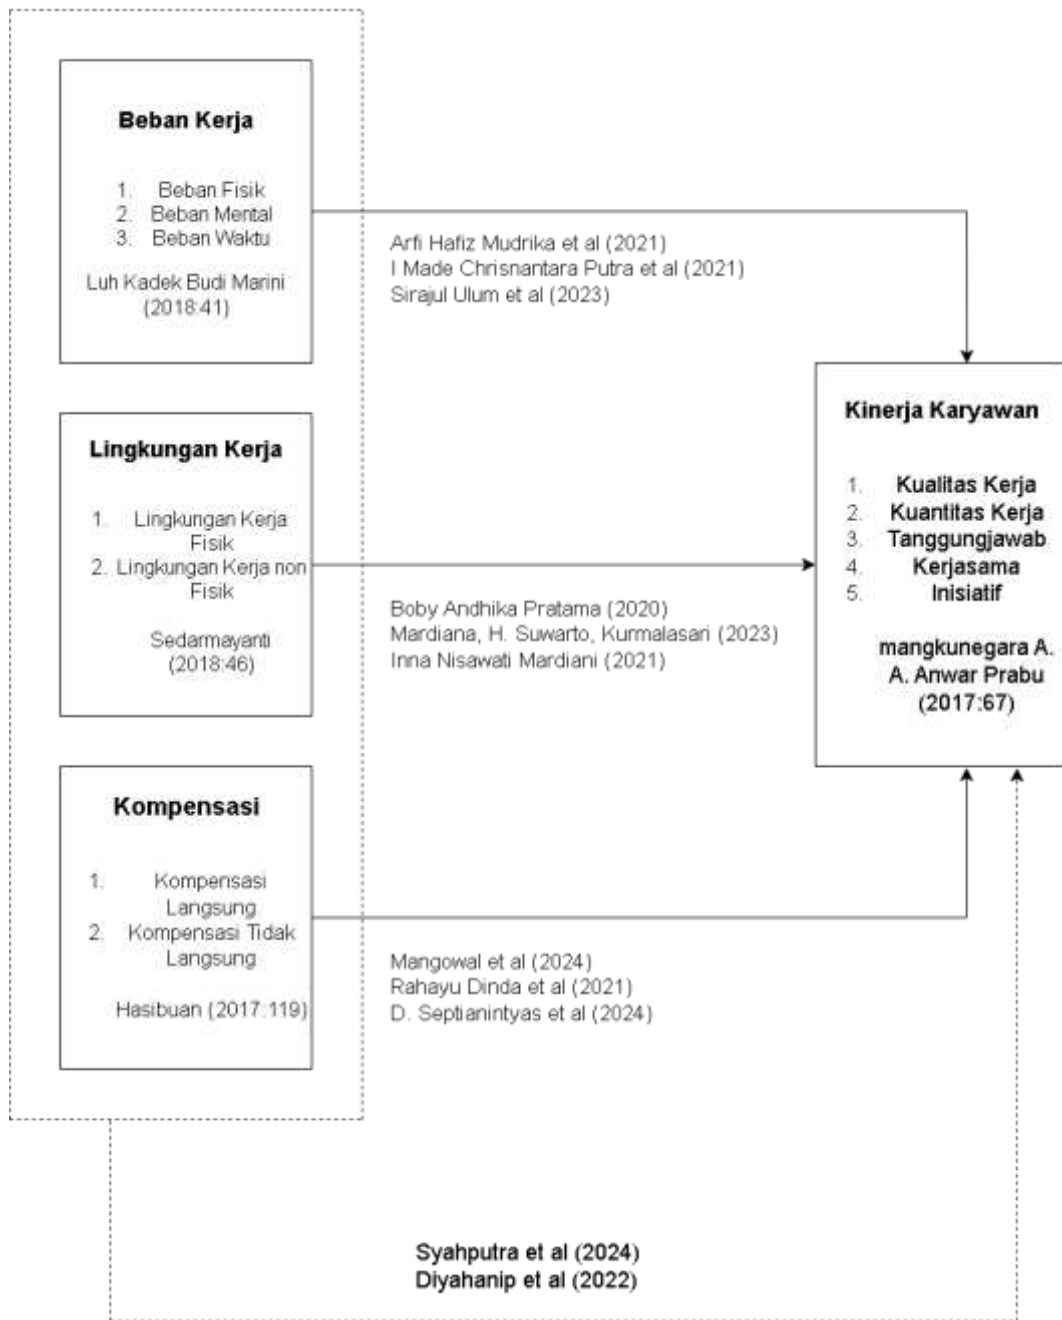 Beban Kerja
1. Beban Fisik
2. Beban Mental
3. Beban Waktu
Luh Kadek Budi Marini
(2018:41)
Arfi Hafiz Mudrika et al (2021)
I Made Chrisnantara Putra et al (2021)
Sirajul Ulum et al (2023)
Lingkungan Kerja
1. Lingkungan Kerja
Fisik
2. Lingkungan Kerja non
Fisik
Sedarmayanti
(2018:46)
Boby Andhika Pratama (2020)
Mardiana, H. Suwarto, Kurmalasari (2023)
Inna Nisawati Mardiani (2021)
Kinerja Karyawan
1. Kualitas Kerja
2. Kuantitas Kerja
3. Tanggungjawab
4. Kerjasama
5. Inisiatif
mangkunegara A.
A. Anwar Prabu
(2017:67)
Kompensasi
1. Kompensasi
Langsung
2. Kompensasi Tidak
Langsung
Hasibuan (2017:119)
Mangowal et al (2024)
Rahayu Dinda et al (2021)
D. Septianintyas et al (2024)
Syahputra et al (2024)
Diyahanip et al (2022)